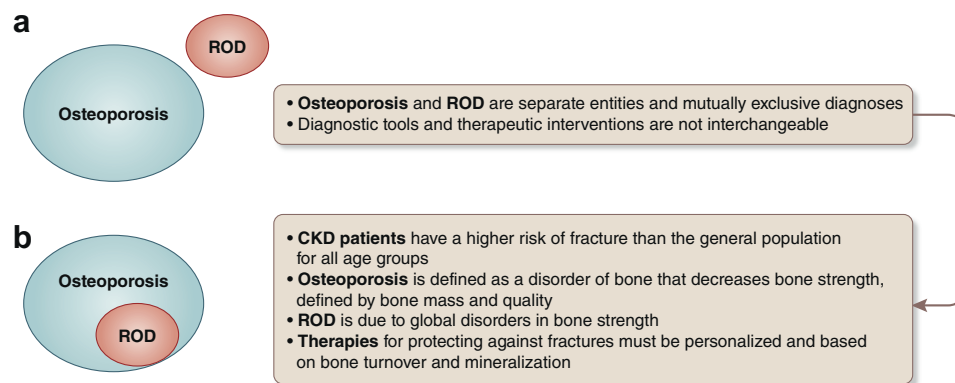 a
ROD
Osteoporosis
• Osteoporosis and ROD are separate entities and mutually exclusive diagnoses
• Diagnostic tools and therapeutic interventions are not interchangeable
b
Osteoporosis
ROD
• CKD patients have a higher risk of fracture than the general population
for all age groups
• Osteoporosis is defined as a disorder of bone that decreases bone strength,
defined by bone mass and quality
• ROD is due to global disorders in bone strength
• Therapies for protecting against fractures must be personalized and based
on bone turnover and mineralization